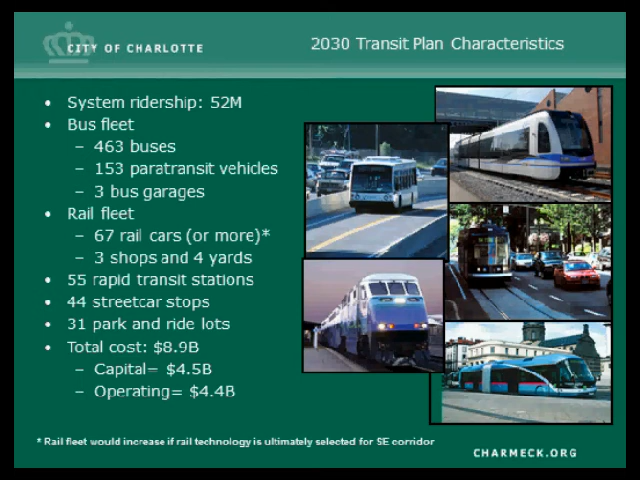 CITY OF CHARLOTTE
2030 Transit Plan Characteristics
• System ridership: 52M
• Bus fleet
– 463 buses
– 153 paratransit vehicles
– 3 bus garages
• Rail fleet
– 67 rail cars (or more)*
– 3 shops and 4 yards
• 55 rapid transit stations
• 44 streetcar stops
• 31 park and ride lots
• Total cost: $8.9B
– Capital= $4.5B
– Operating= $4.4B
* Rail fleet would increase if rail technology is ultimately selected for SE corridor
CHARMECK.ORG